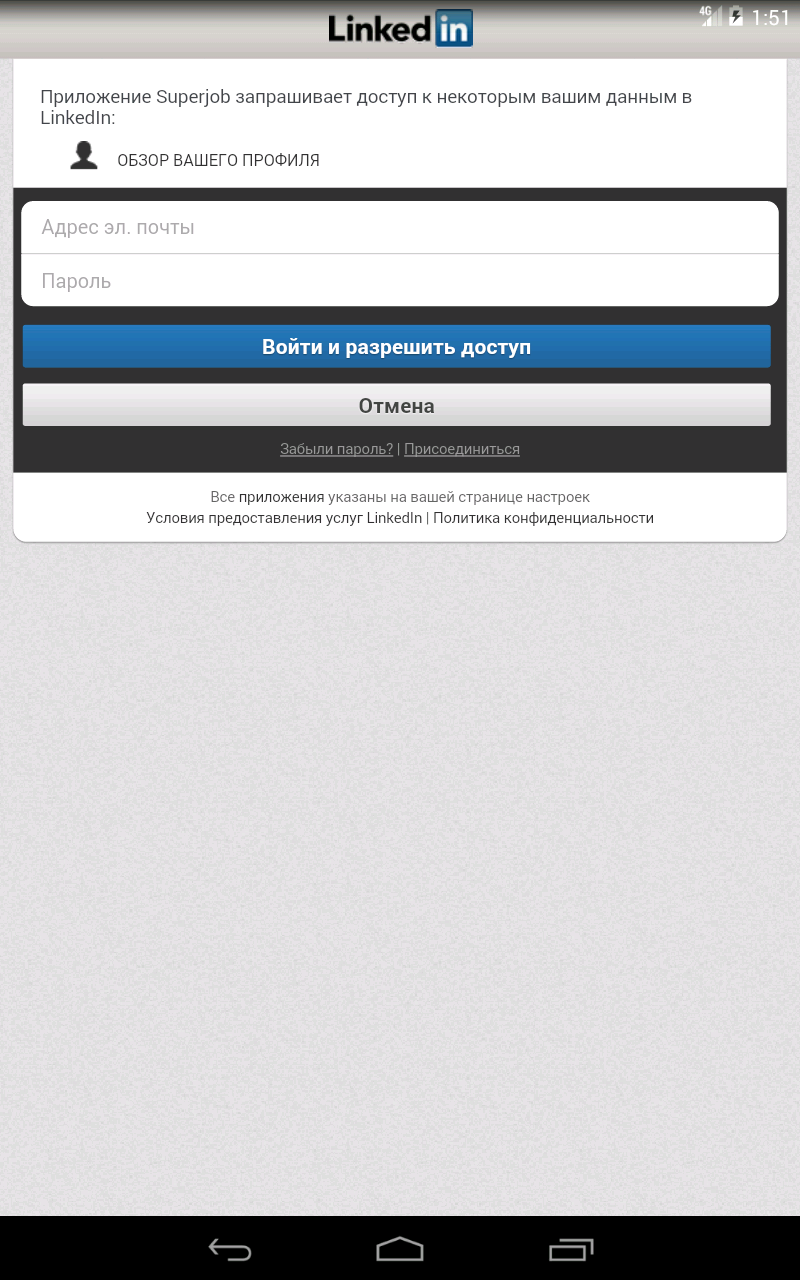 Linked in
4G
1:51
Приложение Superjob запрашивает доступ к некоторым вашим данным в
LinkedIn:
ОБЗОР ВАШЕГО ПРОФИЛЯ
Адрес эл. почты
Пароль
Войти и разрешить доступ
Отмена
Забыли пароль? | Присоединиться
Все приложения указаны на вашей странице настроек
Условия предоставления услуг LinkedIn | Политика конфиденциальности